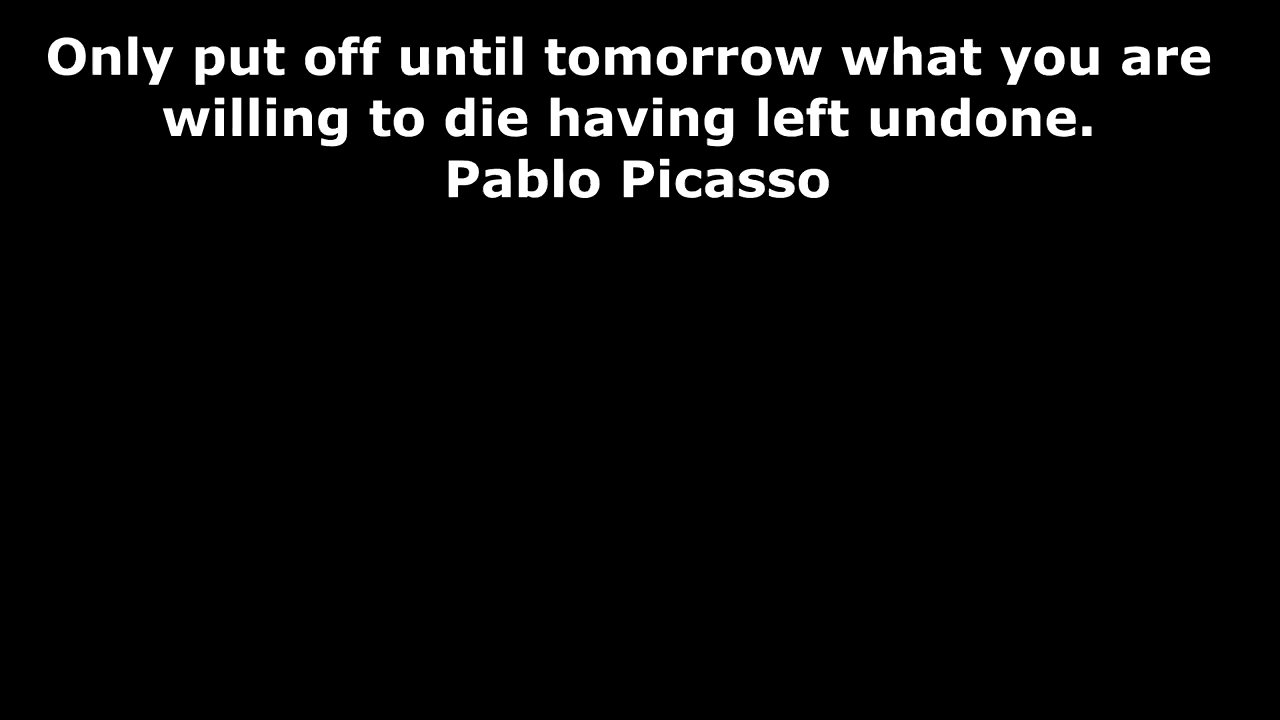 Only put off until tomorrow what you are
willing to die having left undone.
Pablo Picasso